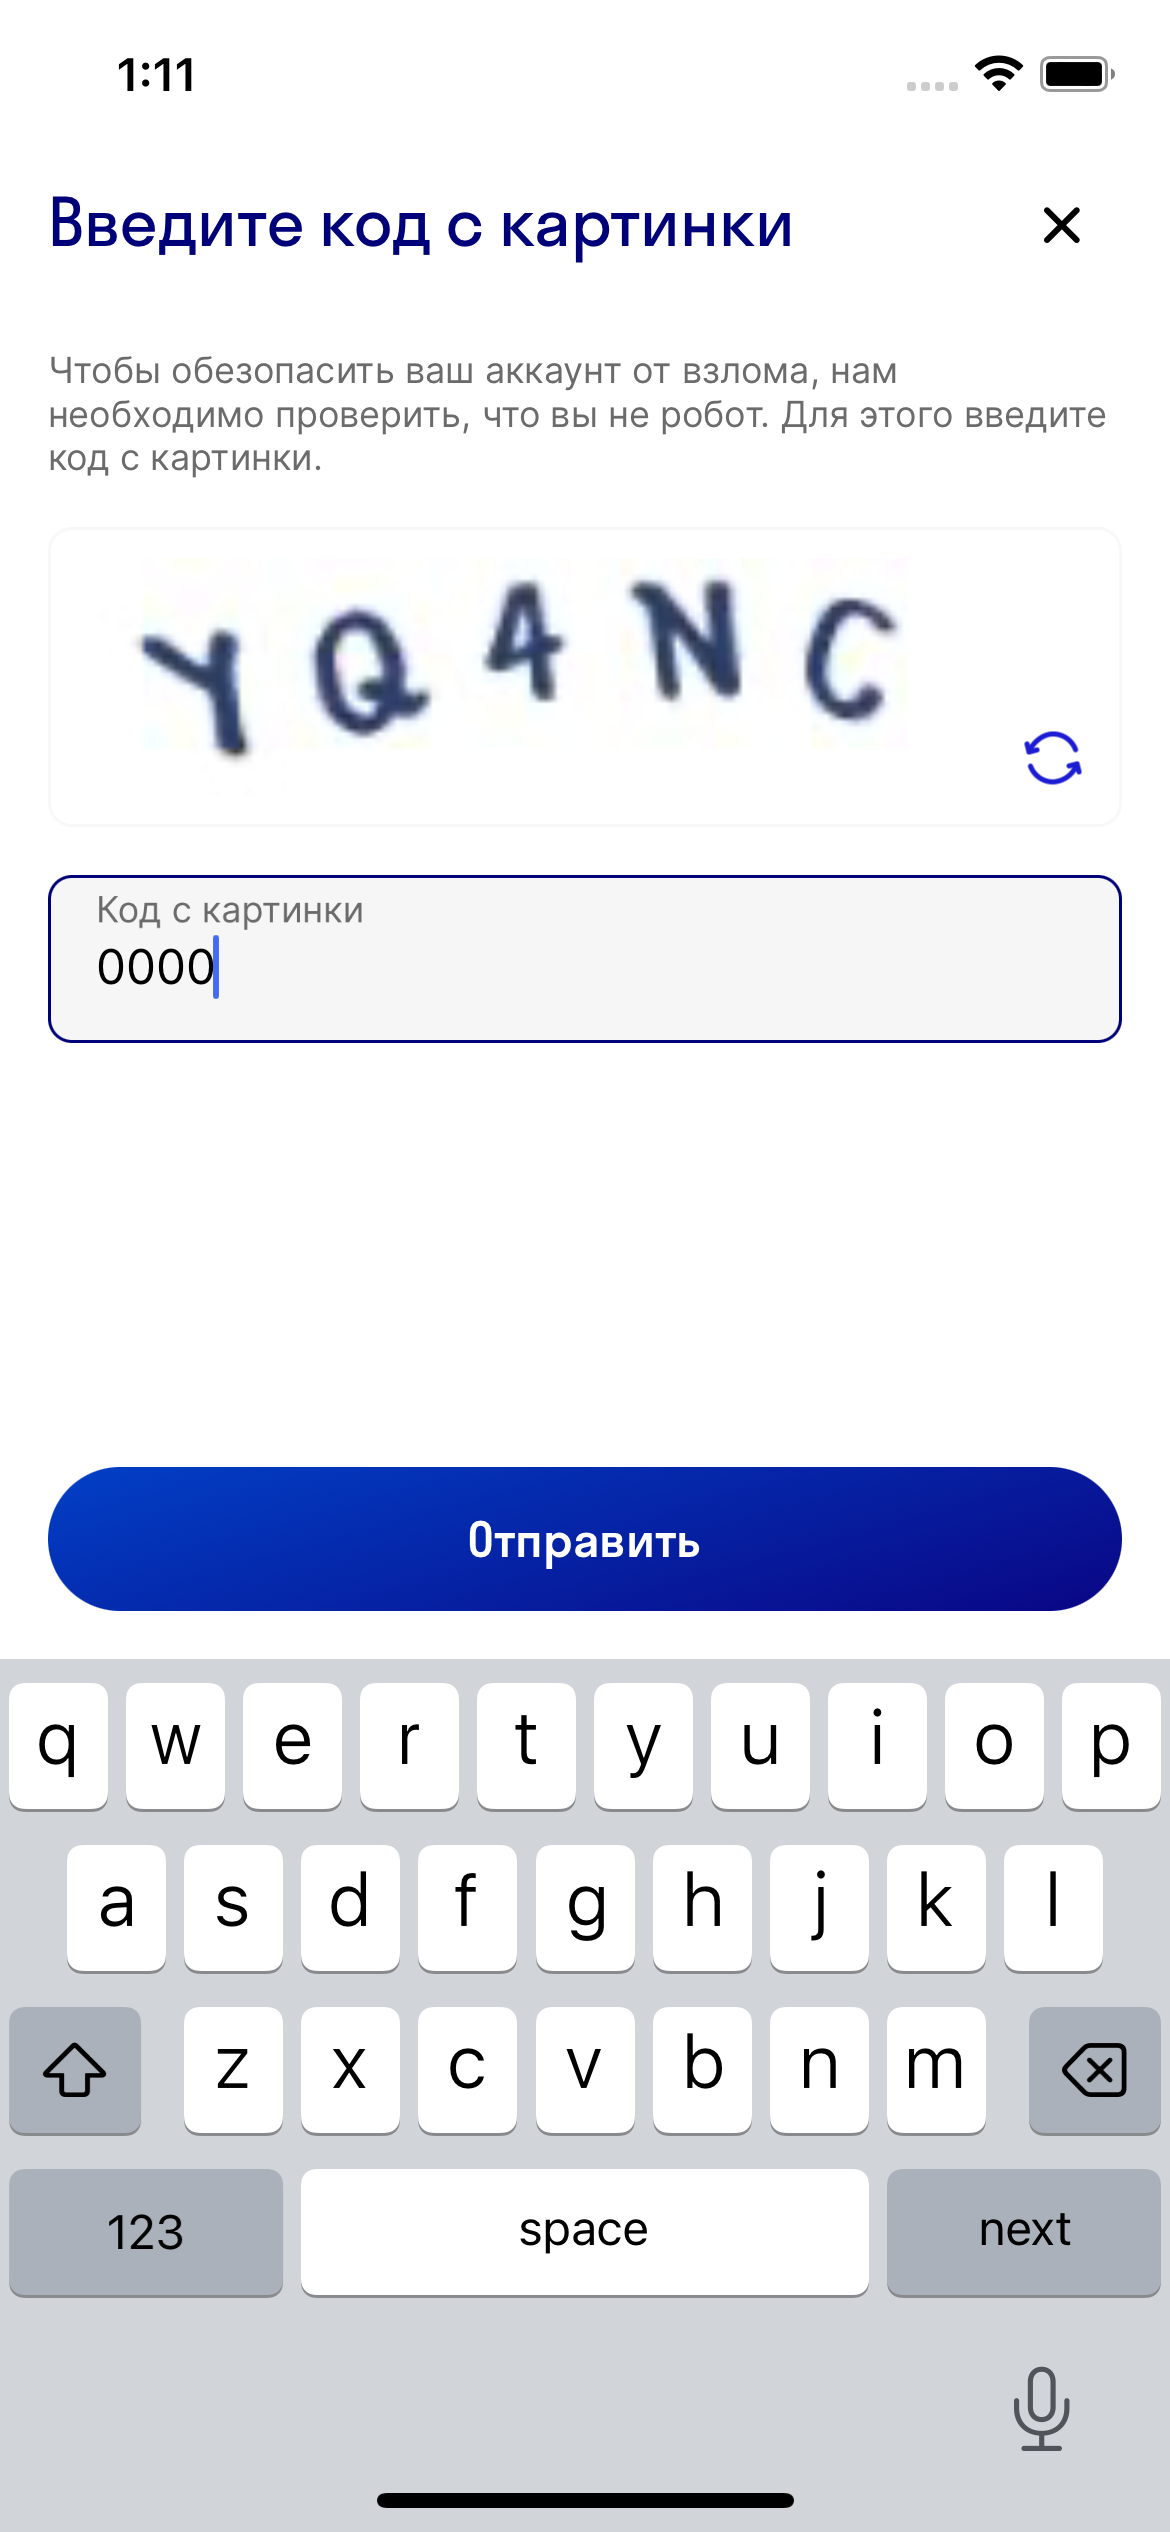 1:11
Введите код с картинки
Чтобы обезопасить ваш аккаунт от взлома, нам
необходимо проверить, что вы не робот. Для этого введите
код с картинки.
Y Q 4 N C
Код с картинки
0000
Отправить
q w e r t y u i o p
a s d f g h j k l
z x c v b n m
123 space next